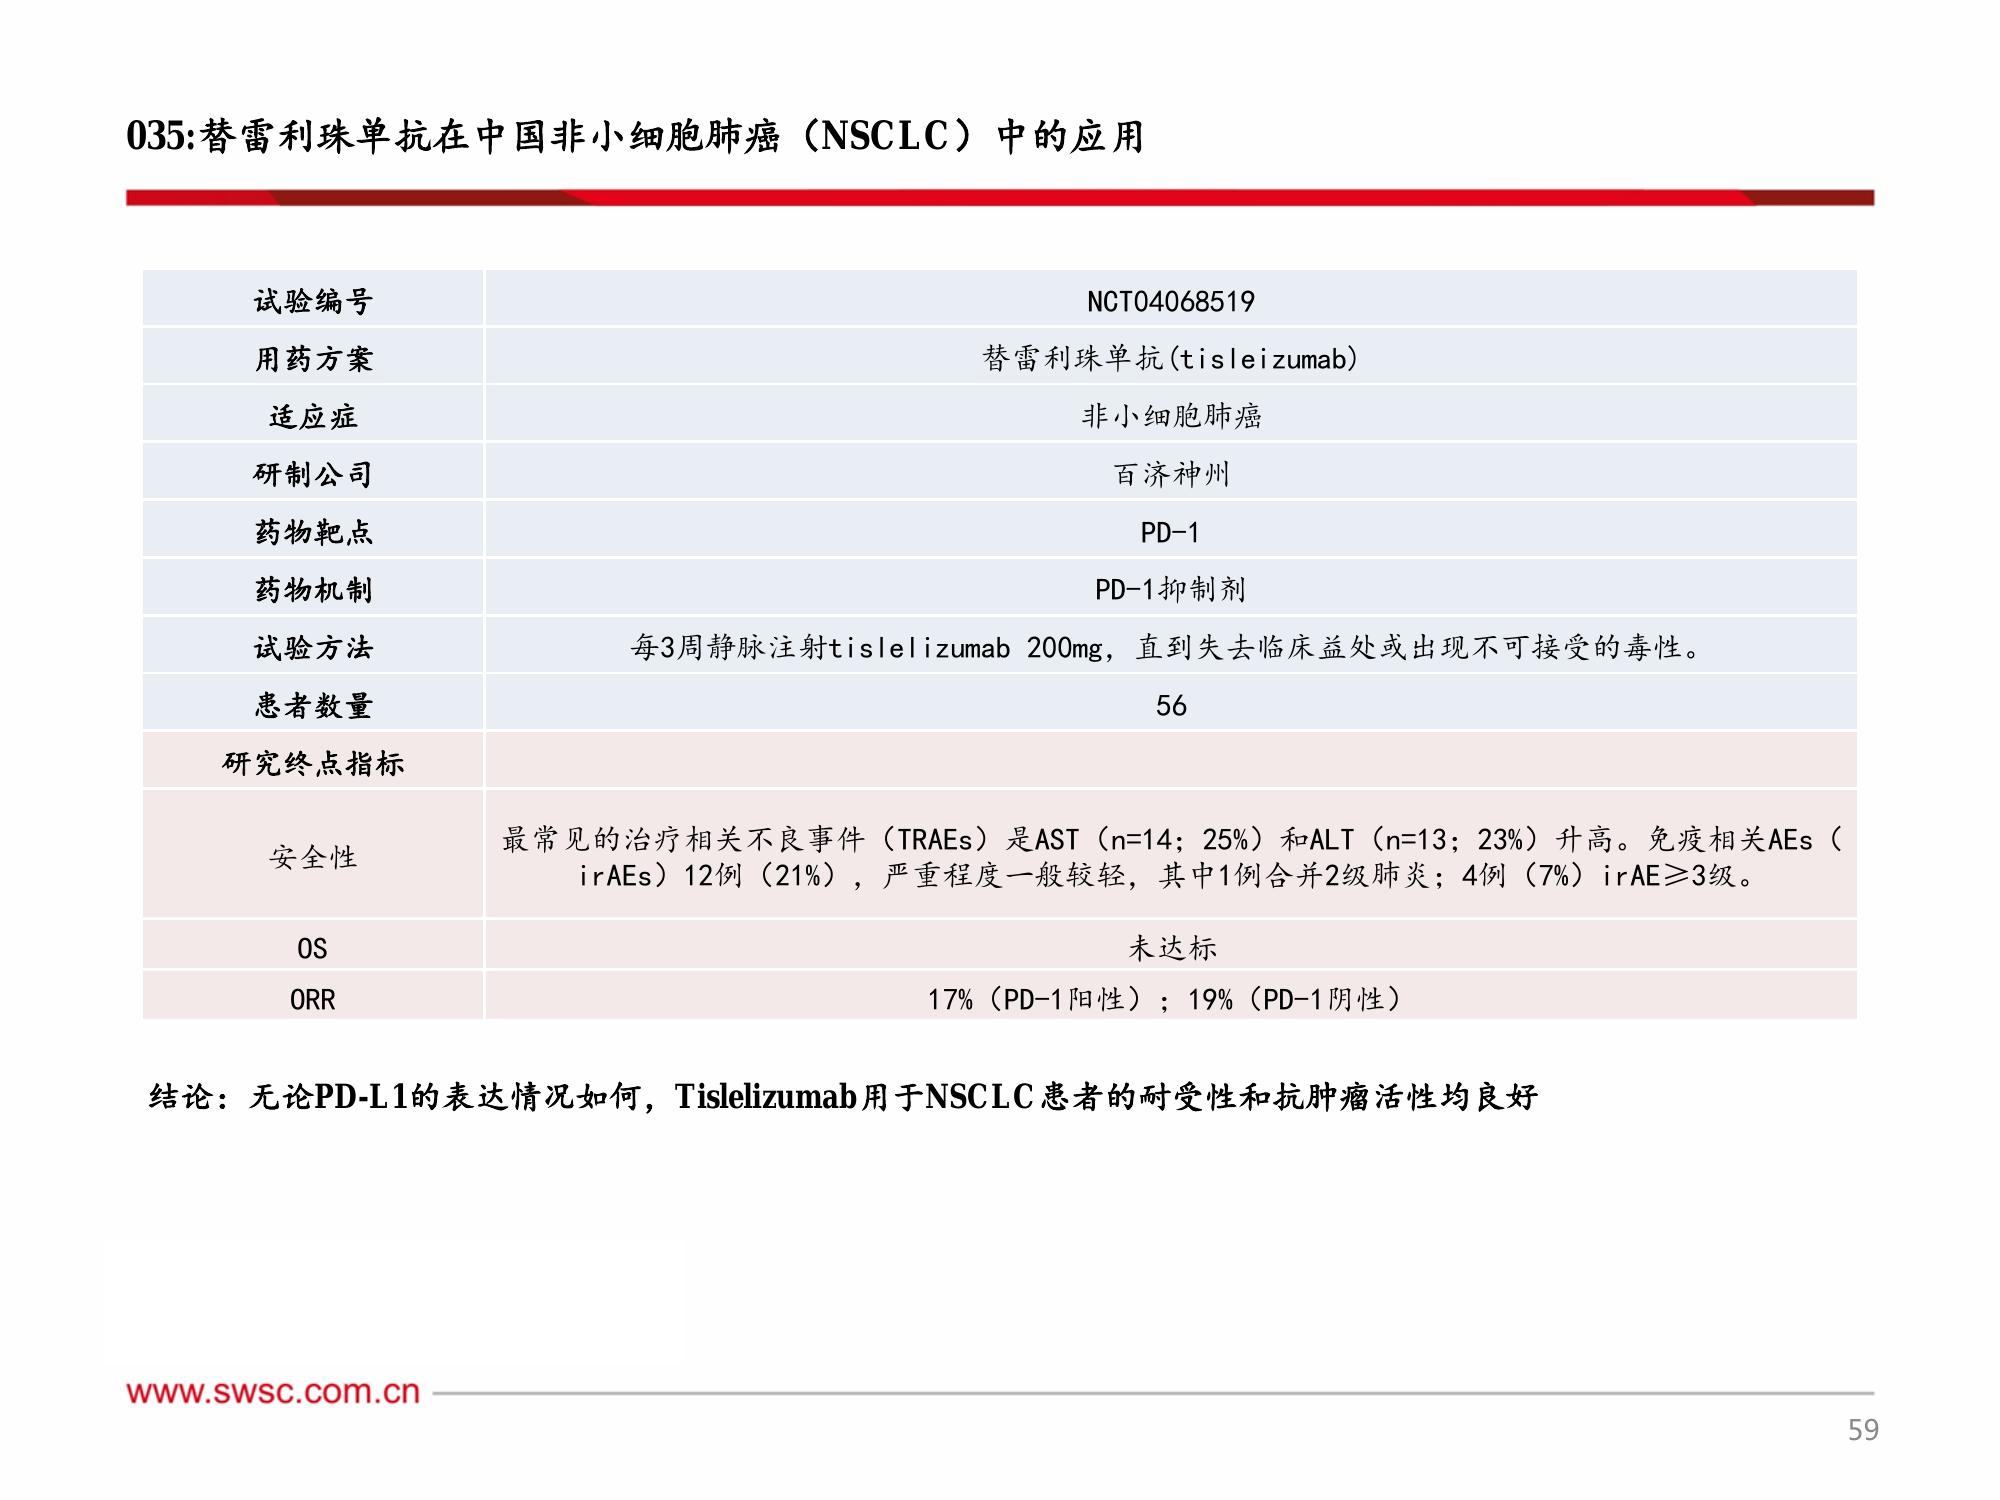 035:替雷利珠单抗在中国非小细胞肺癌（NSCLC）中的应用
试验编号 NCT04068519
用药方案 替雷利珠单抗(tisleizumab)
适应症 非小细胞肺癌
研制公司 百济神州
药物靶点 PD-1
药物机制 PD-1抑制剂
试验方法 每3周静脉注射tislelizumab 200mg，直到失去临床益处或出现不可接受的毒性。
患者数量 56
研究终点指标
安全性 最常见的治疗相关不良事件（TRAEs）是AST（n=14；25%）和ALT（n=13；23%）升高。免疫相关AEs（
irAEs）12例（21%），严重程度一般较轻，其中1例合并2级肺炎；4例（7%）irAE≥3级。
OS 未达标
ORR 17%（PD-1阳性）；19%（PD-1阴性）
结论：无论PD-L1的表达情况如何，Tislelizumab用于NSCLC患者的耐受性和抗肿瘤活性均良好
www.swsc.com.cn
59